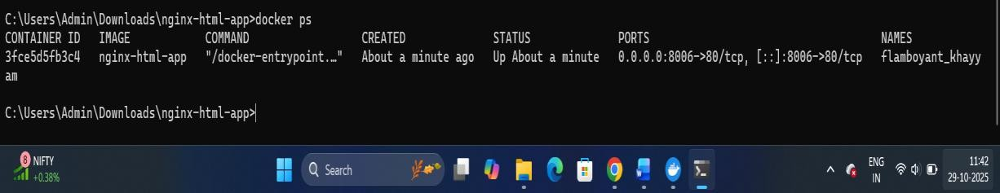 C:\Users\Admin\Downloads\nginx-html-app>docker ps
CONTAINER ID   IMAGE            COMMAND                  CREATED              STATUS              PORTS                                     NAMES
3fce5d5fb3c4   nginx-html-app   "/docker-entrypoint.…"   About a minute ago   Up About a minute   0.0.0.0:8006->80/tcp, [::]:8006->80/tcp   flamboyant_khayy
am
C:\Users\Admin\Downloads\nginx-html-app>
8
NIFTY
+0.38%
Search
ENG
IN
11:42
29-10-2025